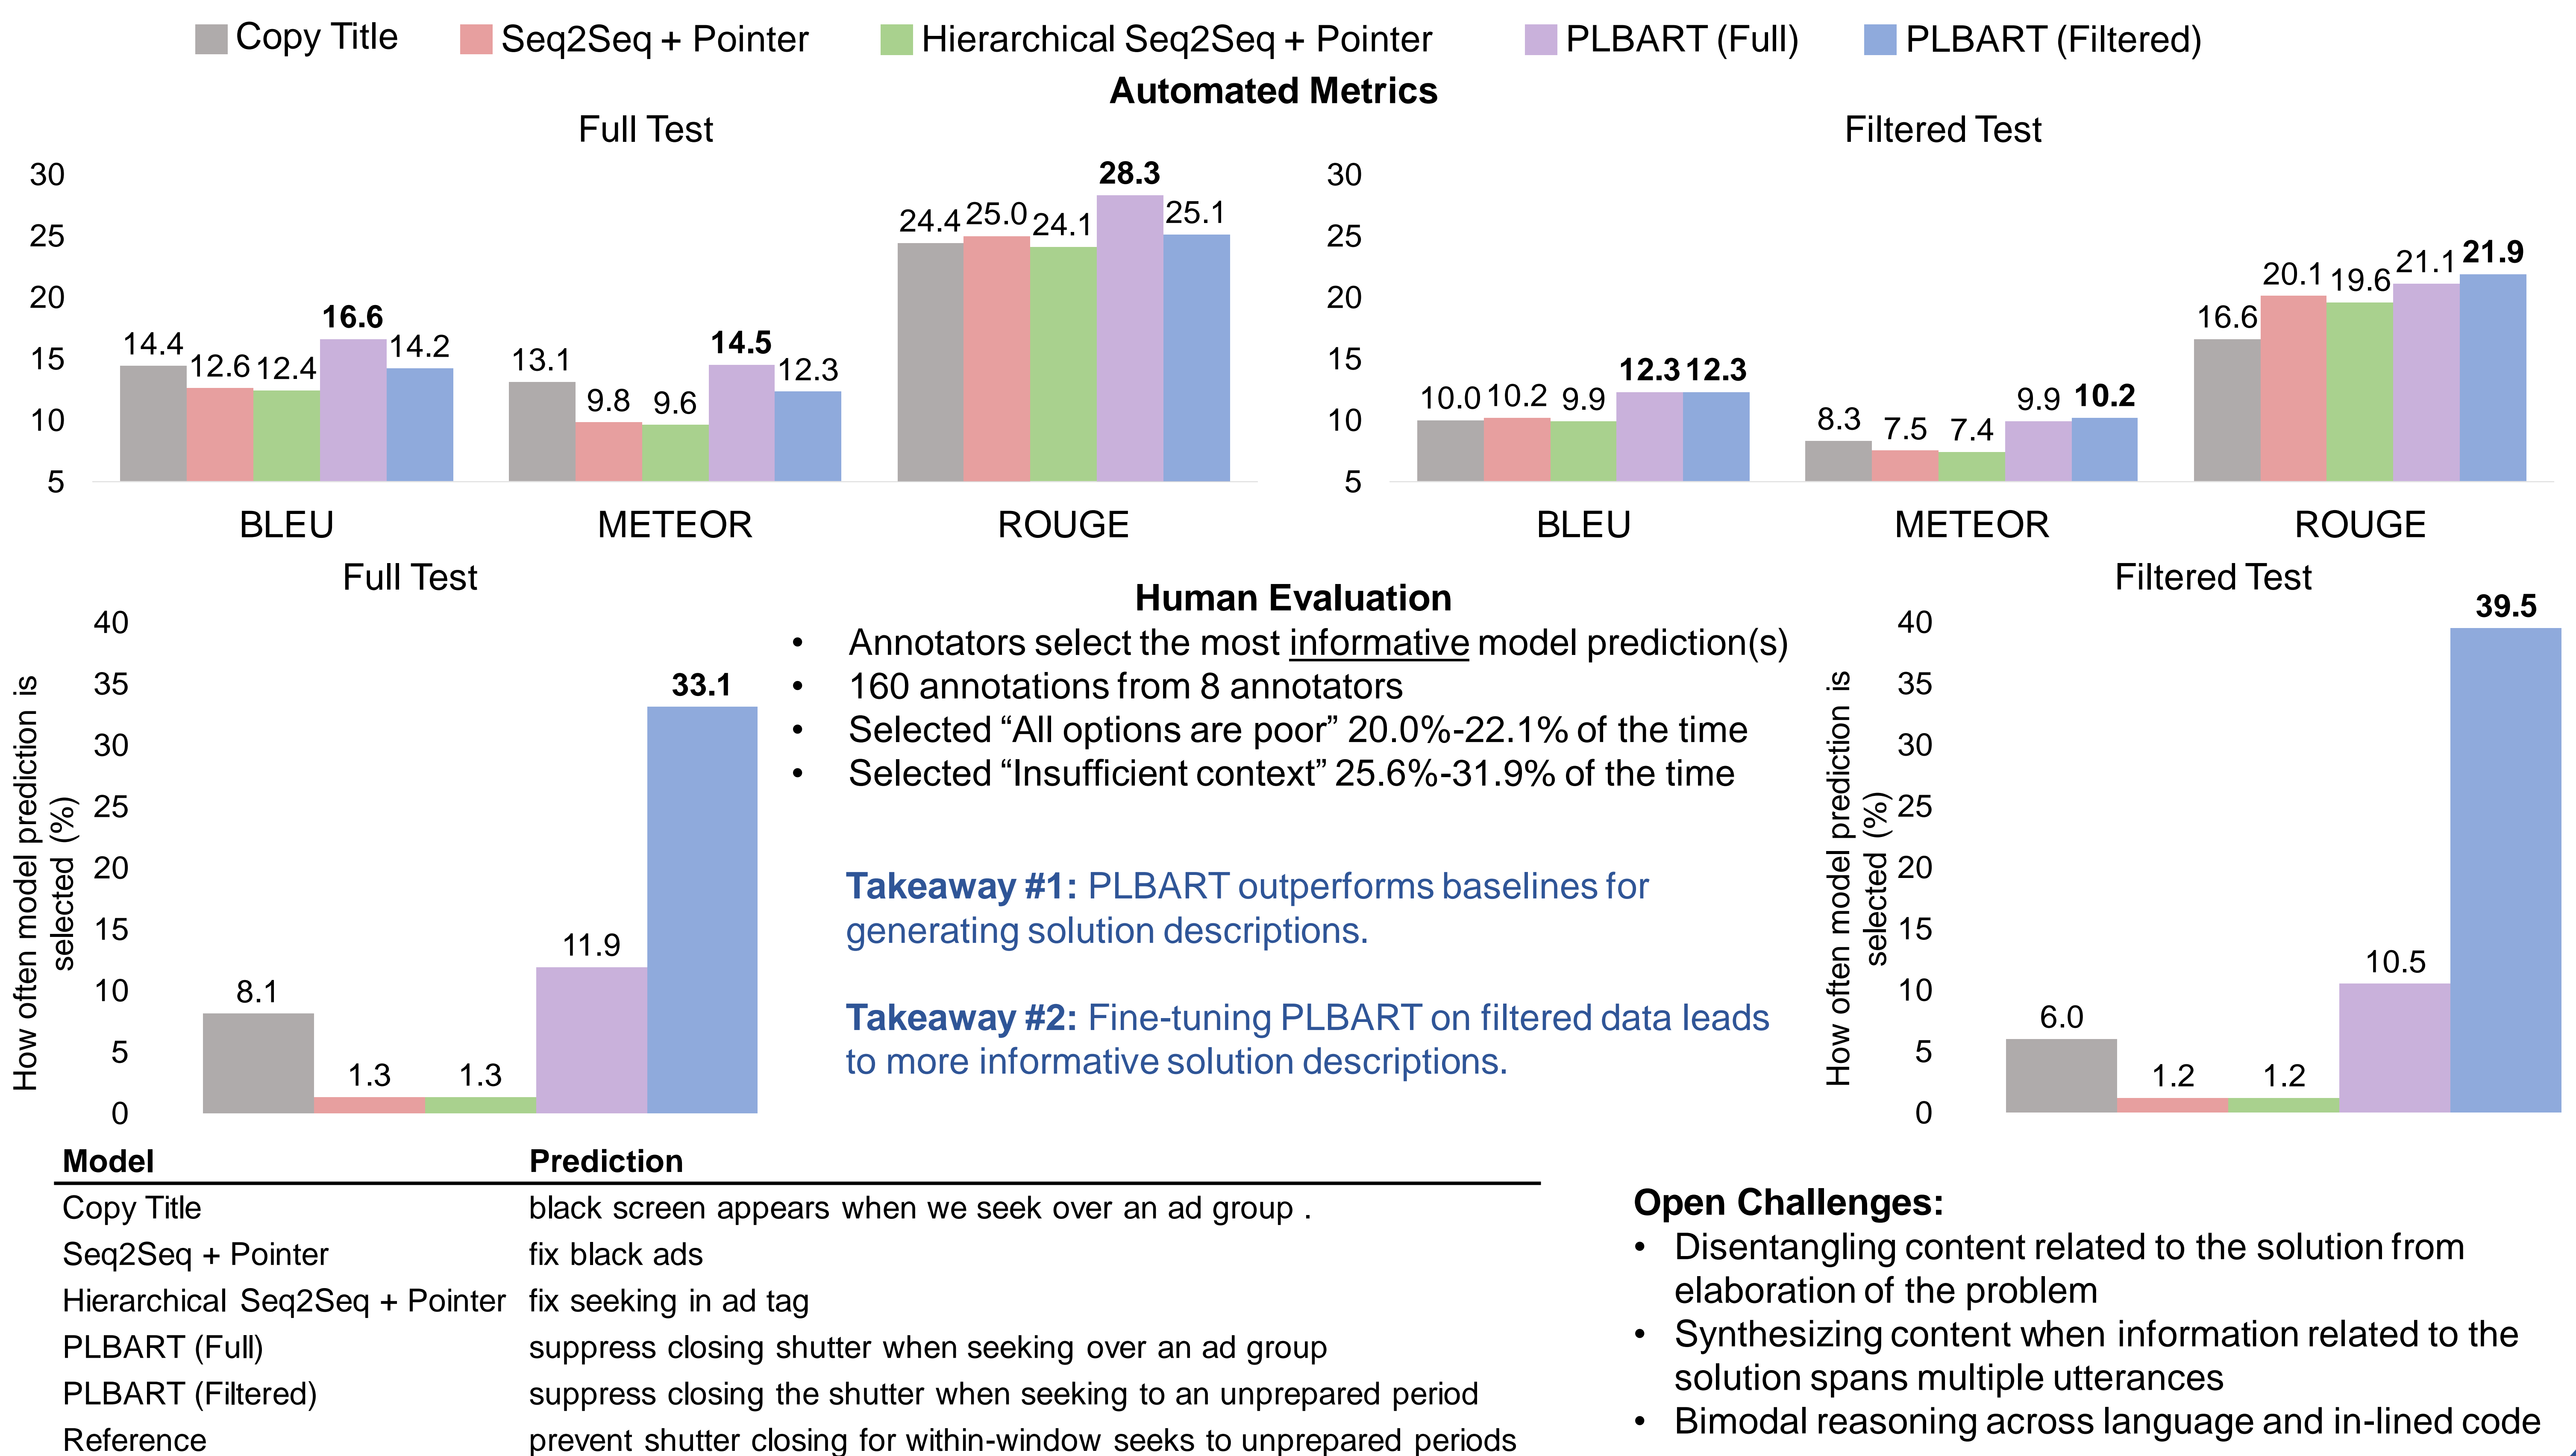 Copy Title Seq2Seq + Pointer Hierarchical Seq2Seq + Pointer PLBART (Full) PLBART (Filtered)
Automated Metrics
Full Test
30
25
20
15
10
5
14.4 12.6 12.4 16.6 14.2
13.1 9.8 9.6 14.5 12.3
24.4 25.0 24.1 28.3 25.1
BLEU METEOR ROUGE
Filtered Test
30
25
20
15
10
5
10.0 10.2 9.9 12.3 12.3
8.3 7.5 7.4 9.9 10.2
16.6 20.1 19.6 21.1 21.9
BLEU METEOR ROUGE
Full Test
How often model prediction is
selected (%)
40
35
30
25
20
15
10
5
0
8.1 1.3 1.3 11.9 33.1
Human Evaluation
• Annotators select the most informative model prediction(s)
• 160 annotations from 8 annotators
• Selected “All options are poor” 20.0%-22.1% of the time
• Selected “Insufficient context” 25.6%-31.9% of the time
Takeaway #1: PLBART outperforms baselines for
generating solution descriptions.
Takeaway #2: Fine-tuning PLBART on filtered data leads
to more informative solution descriptions.
Filtered Test
How often model prediction is
selected (%)
40
35
30
25
20
15
10
5
0
6.0 1.2 1.2 10.5 39.5
Model Prediction
Copy Title black screen appears when we seek over an ad group .
Seq2Seq + Pointer fix black ads
Hierarchical Seq2Seq + Pointer fix seeking in ad tag
PLBART (Full) suppress closing shutter when seeking over an ad group
PLBART (Filtered) suppress closing the shutter when seeking to an unprepared period
Reference prevent shutter closing for within-window seeks to unprepared periods
Open Challenges:
• Disentangling content related to the solution from
elaboration of the problem
• Synthesizing content when information related to the
solution spans multiple utterances
• Bimodal reasoning across language and in-lined code